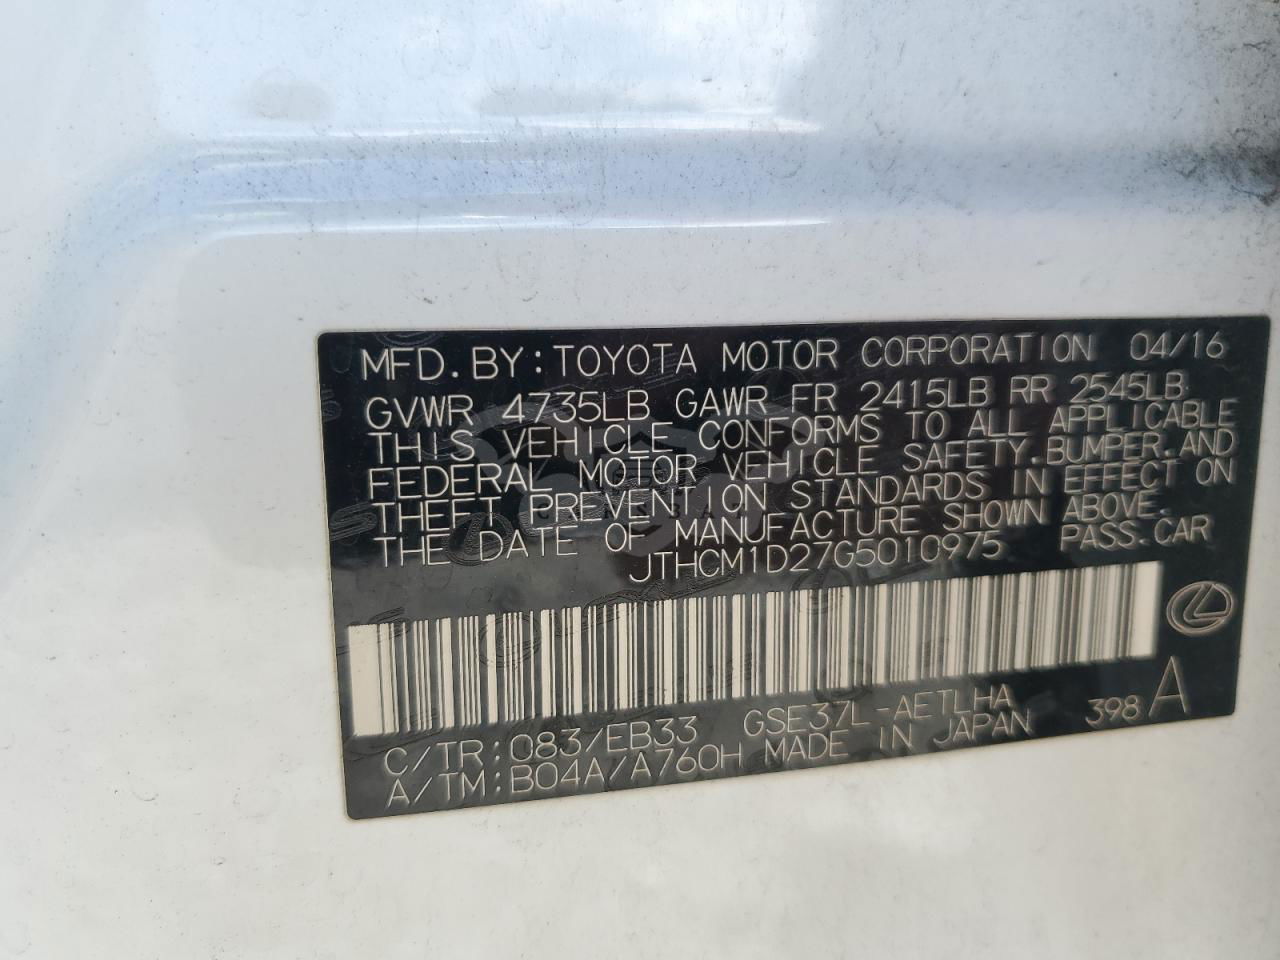 MFD. BY: TOYOTA MOTOR CORPORATION 04/16
GVWR 4735LB GAWR FR 2415LB RR 2545LB
THIS VEHICLE CONFORMS TO ALL APPLICABLE
FEDERAL MOTOR VEHICLE SAFETY, BUMPER, AND
THEFT PREVENTION STANDARDS IN EFFECT ON
THE DATE OF MANUFACTURE SHOWN ABOVE.
JTHCM1D27G5010975 PASS. CAR
C/TR: 083/EB33 GSE37L-AETLHA 398 A
A/TM: B04A/A760H MADE IN JAPAN